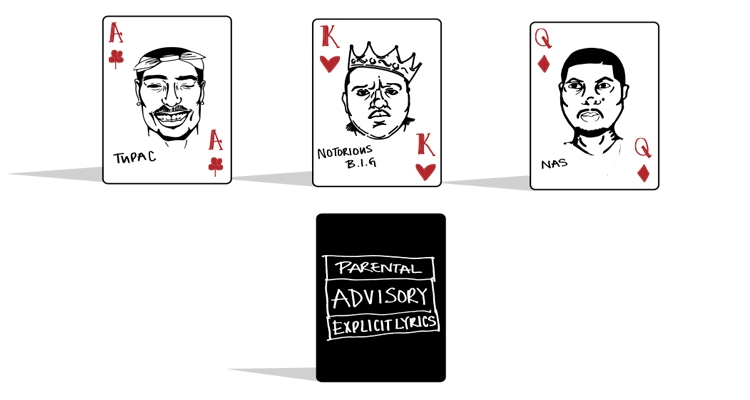 A
TUPAC
A
K
NOTORIOUS
B.I.G
K
Q
NAS
Q
PARENTAL
ADVISORY
EXPLICIT LYRICS